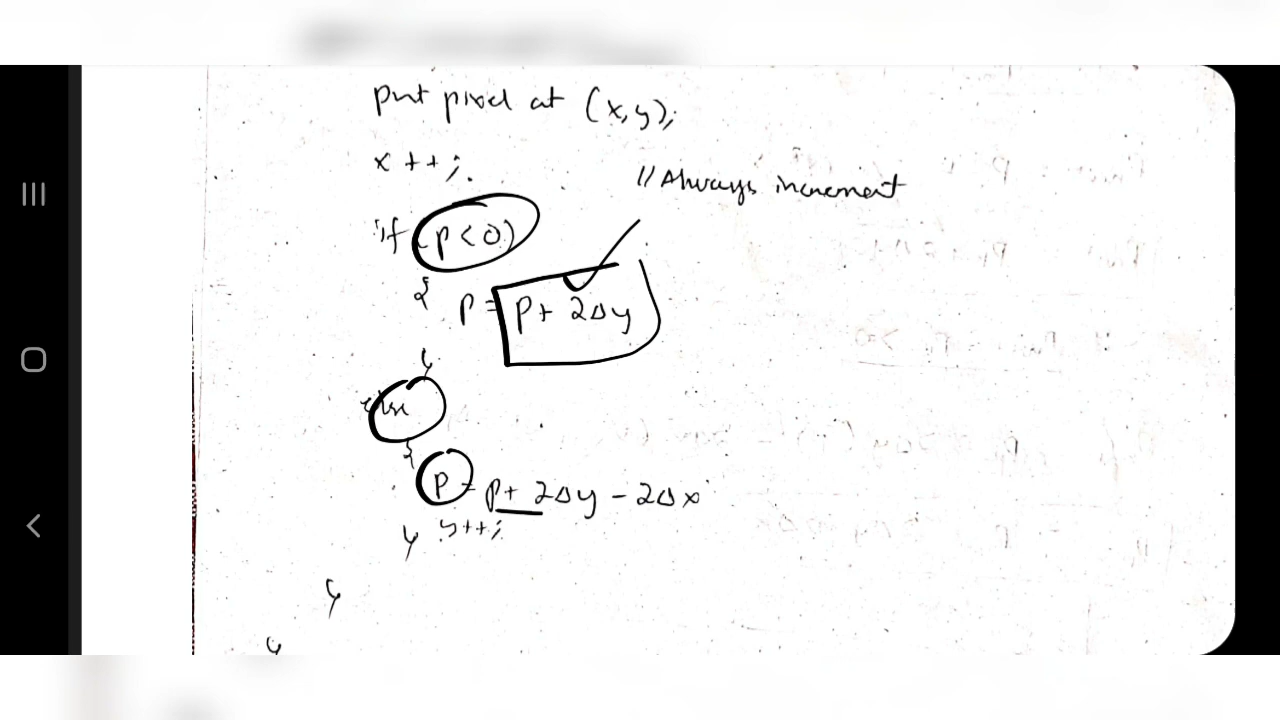 put pixel at (x,y);
x++; //Always increment
if (p<0)
{ p = p+2Δy
}
else
{
p = p+2Δy-2Δx
} y++;
}
}